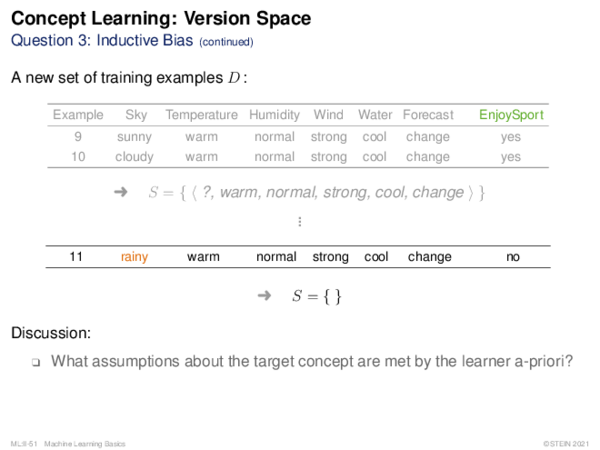 Concept Learning: Version Space
Question 3: Inductive Bias (continued)
A new set of training examples D:
Example Sky Temperature Humidity Wind Water Forecast EnjoySport
9 sunny warm normal strong cool change yes
10 cloudy warm normal strong cool change yes
➜ S = { ⟨ ?, warm, normal, strong, cool, change ⟩ }
⋮
11 rainy warm normal strong cool change no
➜ S = { }
Discussion:
❏ What assumptions about the target concept are met by the learner a-priori?
ML:II-51 Machine Learning Basics ©STEIN 2021